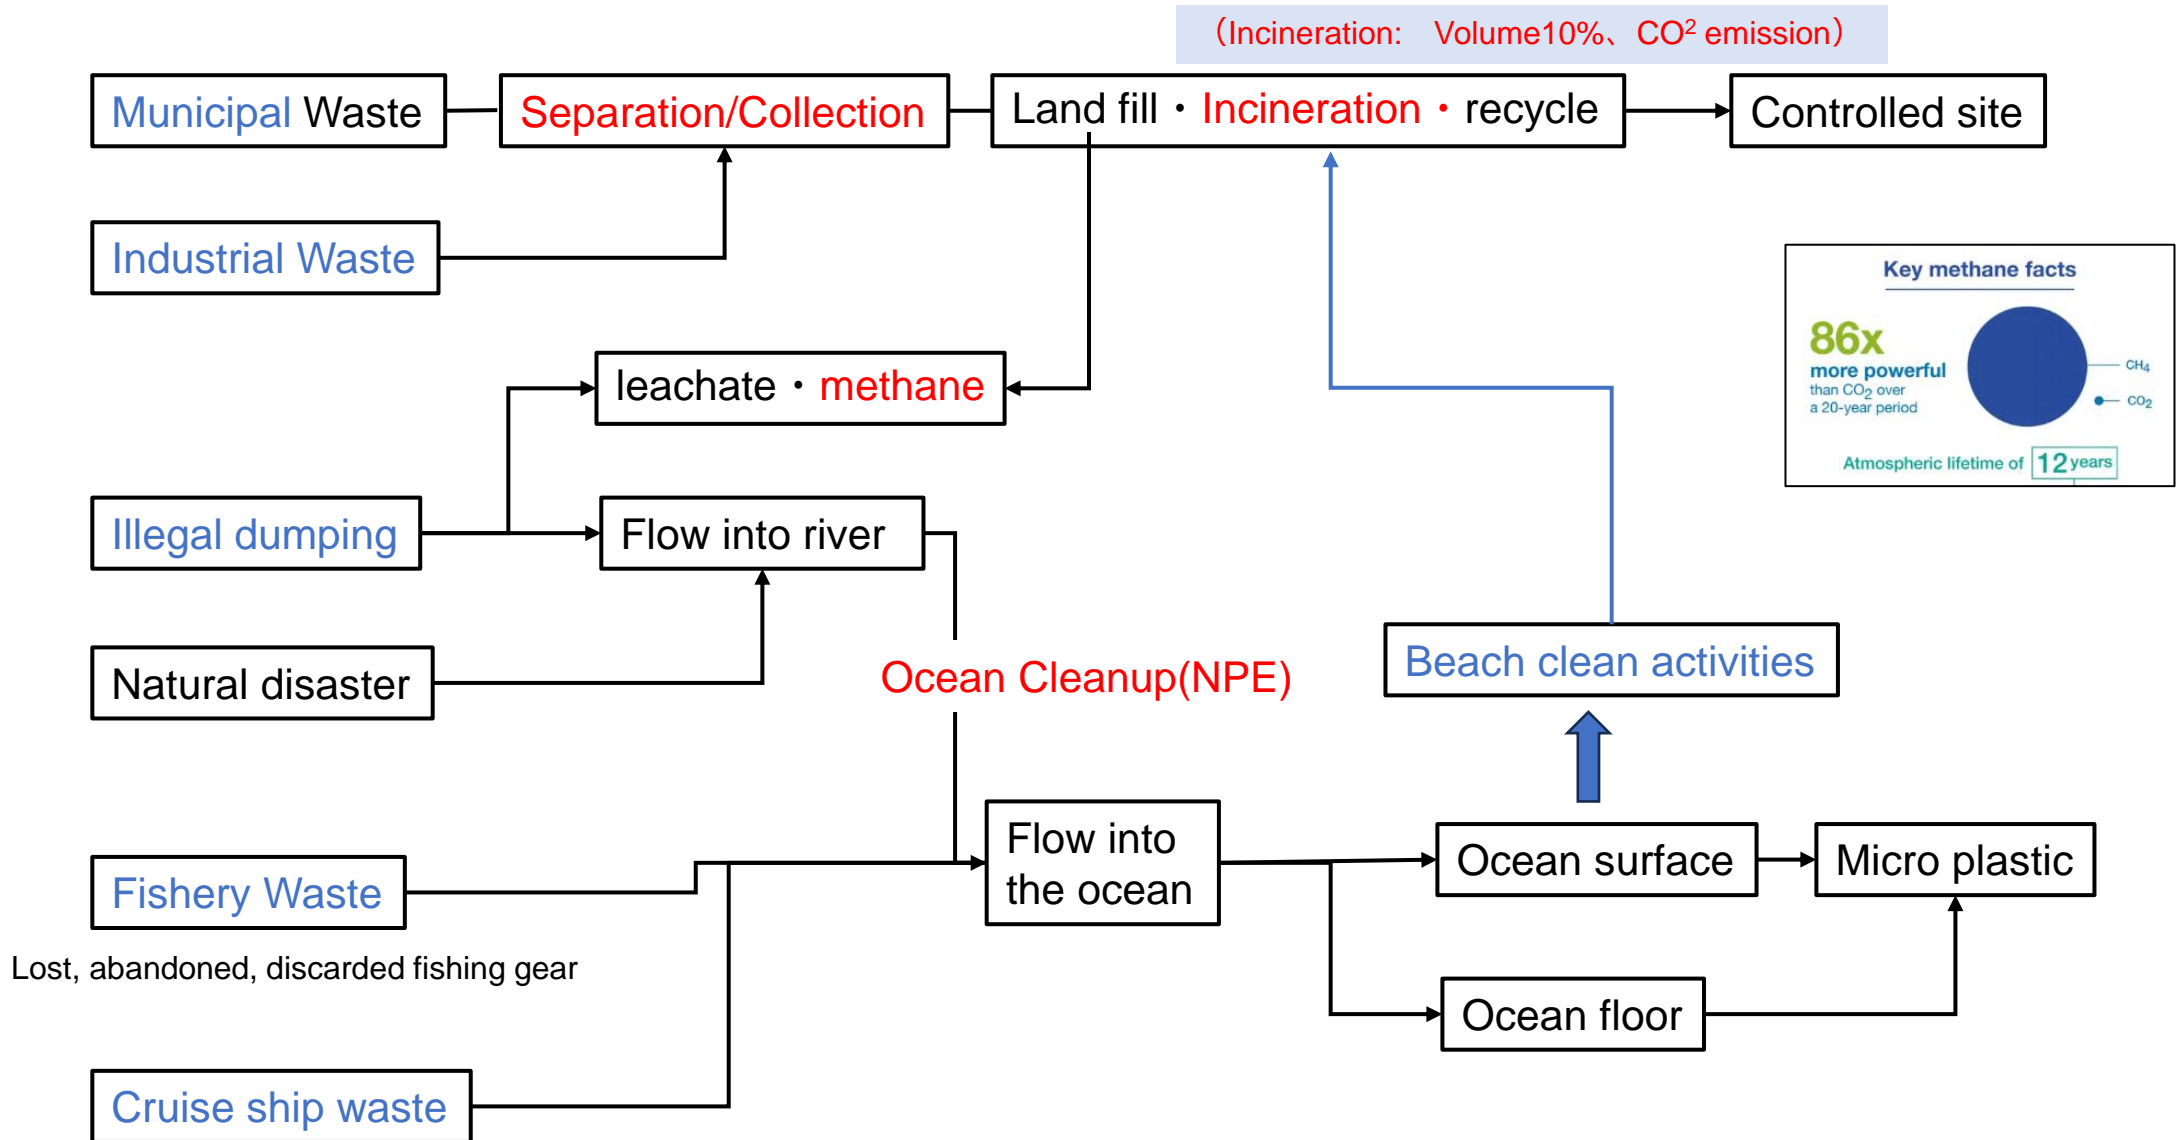 （Incineration:　Volume10%、CO² emission）
Municipal Waste
Separation/Collection
Land fill・Incineration・recycle
Controlled site
Industrial Waste
Key methane facts
86x
more powerful
than CO₂ over
a 20-year period
CH₄
CO₂
Atmospheric lifetime of 12 years
leachate・methane
Illegal dumping
Flow into river
Natural disaster
Ocean Cleanup(NPE)
Beach clean activities
Flow into
the ocean
Ocean surface
Micro plastic
Fishery Waste
Lost, abandoned, discarded fishing gear
Ocean floor
Cruise ship waste